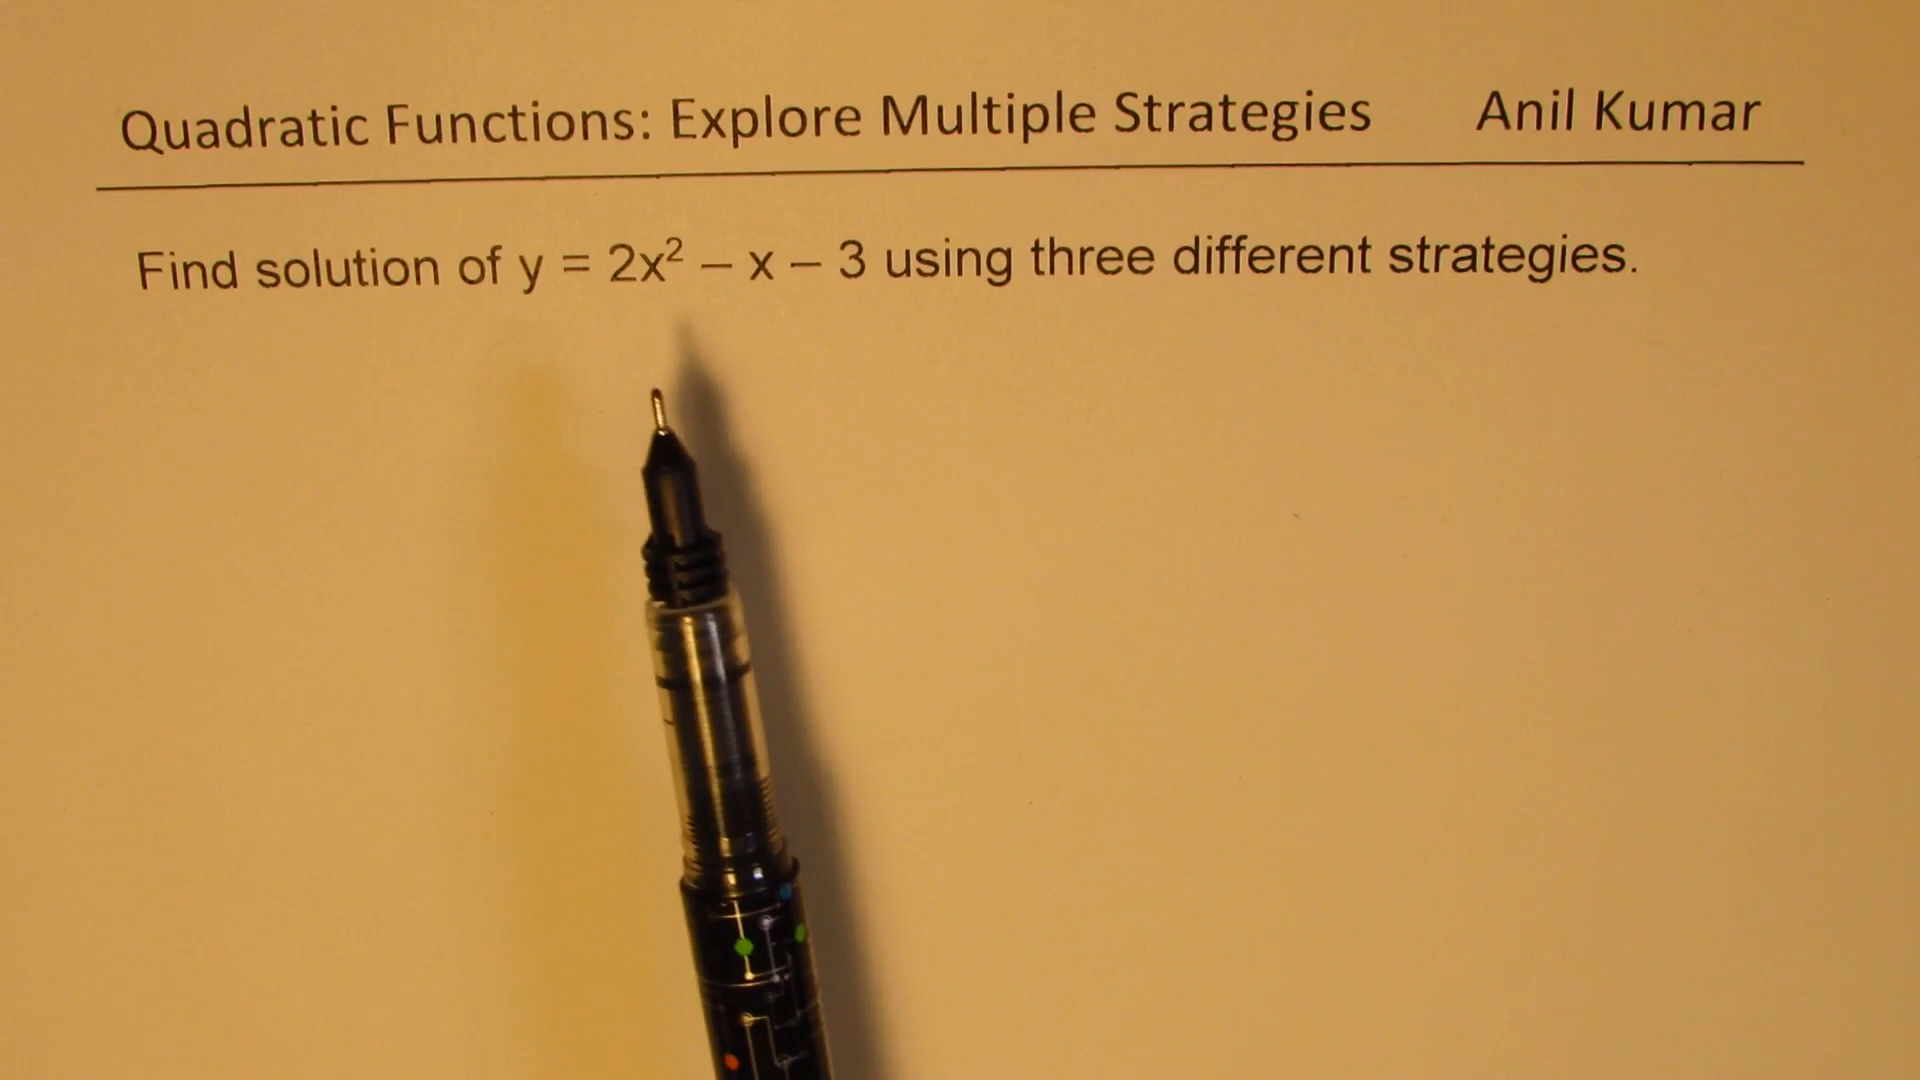 Quadratic Functions: Explore Multiple Strategies Anil Kumar
Find solution of y = 2x² – x – 3 using three different strategies.